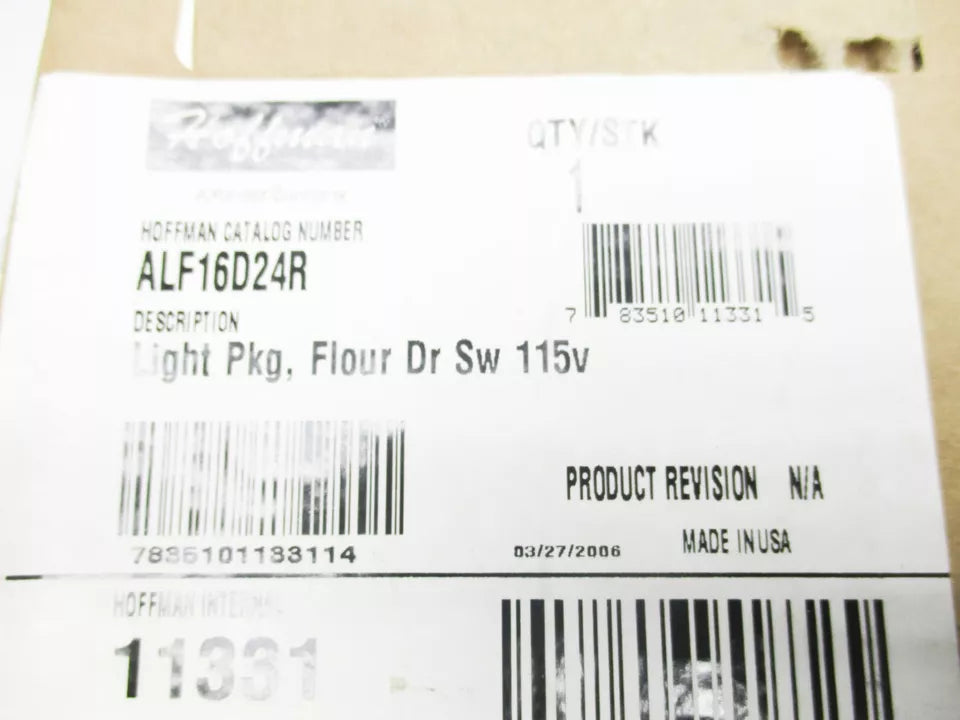 Hoffman
QTY/STK
1
HOFFMAN CATALOG NUMBER
ALF16D24R
7 83510 11331 5
DESCRIPTION
Light Pkg, Flour Dr Sw 115v
PRODUCT REVISION N/A
7835101133114
03/27/2006
MADE IN USA
HOFFMAN INTERNAL
11331